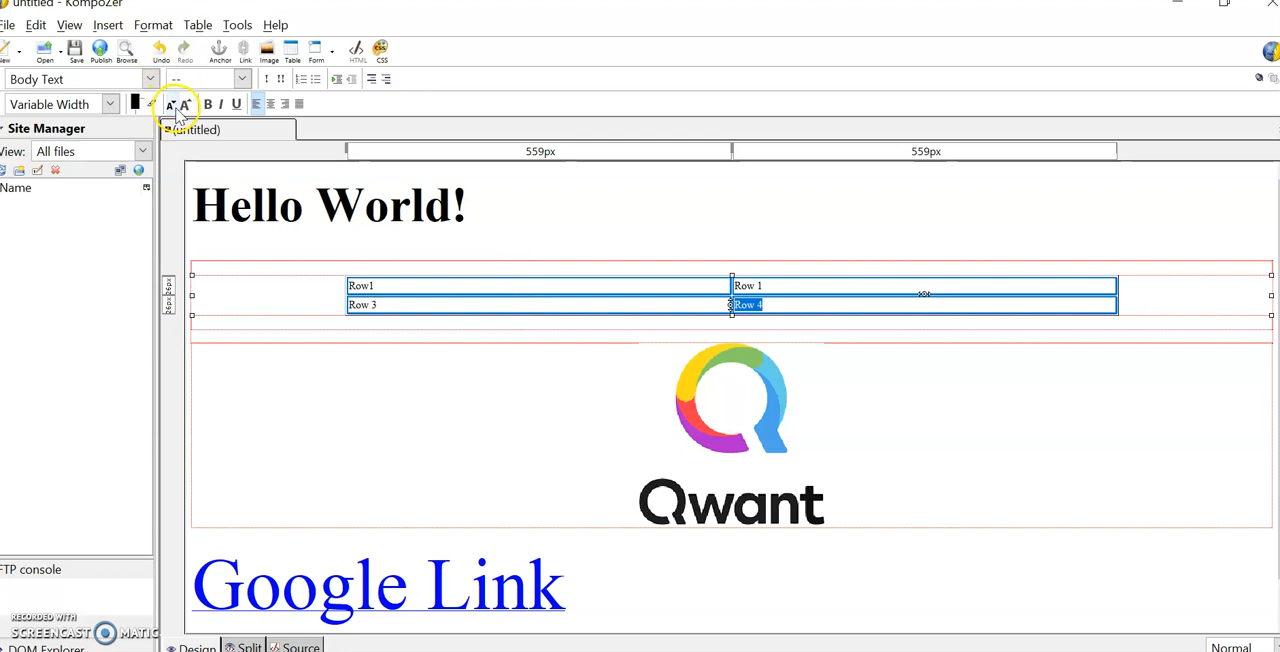 untitled - KompoZer
File Edit View Insert Format Table Tools Help
New Open Save Publish Browse Undo Redo Anchor Link Image Table Form HTML CSS
Body Text --
Variable Width
Site Manager
(untitled)
View: All files
559px 559px
Name
Hello World!
26px
26px
Row1 Row 1
Row 3 Row 4
Qwant
Google Link
FTP console
RECORDED WITH
SCREENCAST MATIC
DOM Explorer
Design Split Source
Normal